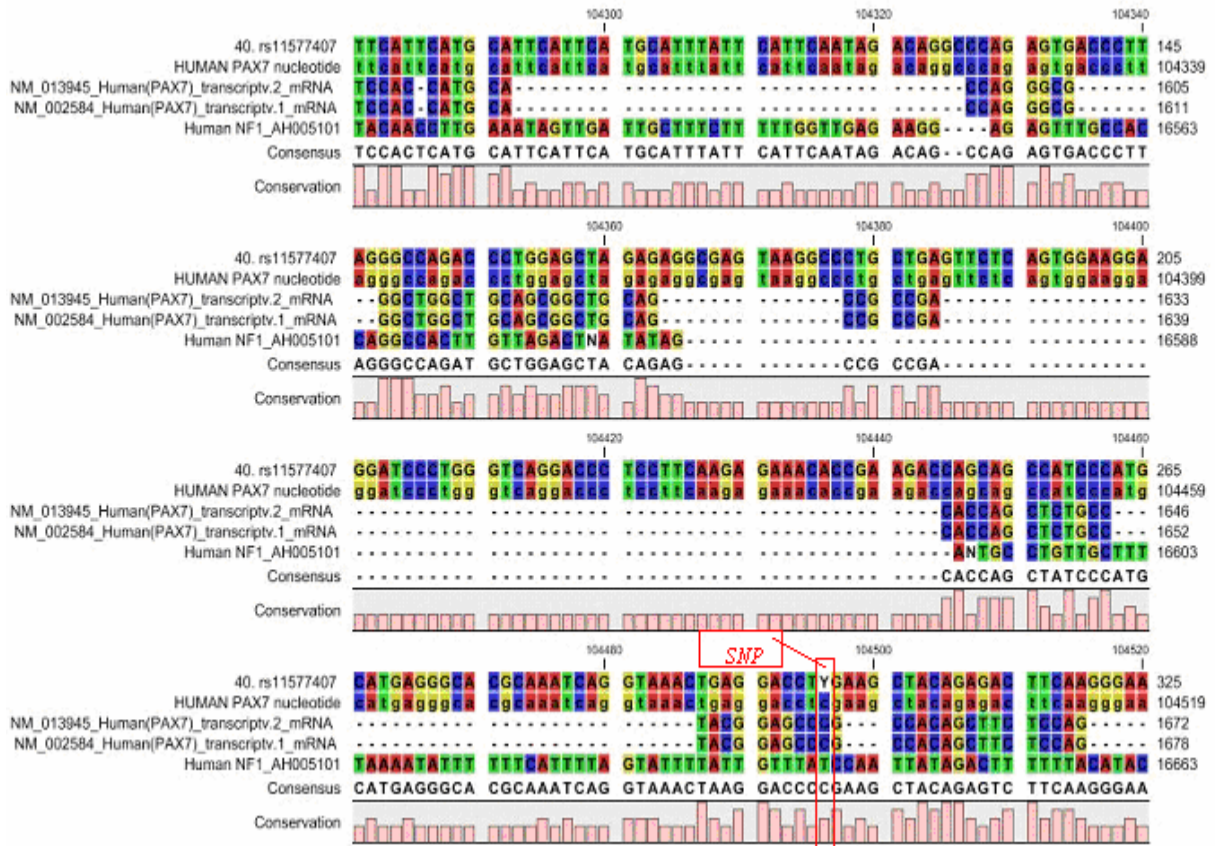 104300 104320 104340
40. rs11577407 TTCATTCATG CATTCATTCA TGCATTTATT CATTCAATAG ACAGGCCCAG AGTGACCCTT 145
HUMAN PAX7 nucleotide ttcattcatg cattcattca tgcatttatt cattcaatag acaggcccag agtgaccctt 104339
NM_013945_Human(PAX7)_transcriptv.2_mRNA TCCAC-CATG CA-------- ---------- ---------- ------CCAG GGCG------ 1605
NM_002584_Human(PAX7)_transcriptv.1_mRNA TCCAC-CATG CA-------- ---------- ---------- ------CCAG GGCG------ 1611
Human NF1_AH005101 TACAACCTTG AAATAGTTGA TTGCTTTCTT TTTGGTTGAG AAGG----AG AGTTTGCCAC 16563
Consensus TCCACTCATG CATTCATTCA TGCATTTATT CATTCAATAG ACAG--CCAG AGTGACCCTT
Conservation
104360 104380 104400
40. rs11577407 AGGGCCAGAC CCTGGAGCTA GAGAGGCGAG TAAGGCCCTG CTGAGTTCTC AGTGGAAGGA 205
HUMAN PAX7 nucleotide agggccagac cctggagcta gagaggcgag taaggccctg ctgagttctc agtggaagga 104399
NM_013945_Human(PAX7)_transcriptv.2_mRNA --GGCTGGCT GCAGCGGCTG CAG------- -------CCG CCGA------ ---------- 1633
NM_002584_Human(PAX7)_transcriptv.1_mRNA --GGCTGGCT GCAGCGGCTG CAG------- -------CCG CCGA------ ---------- 1639
Human NF1_AH005101 CAGGCCACTT GTTAGACTNA TATAG----- ---------- ---------- ---------- 16588
Consensus AGGGCCAGAT GCTGGAGCTA CAGAG----- -------CCG CCGA------ ----------
Conservation
104420 104440 104460
40. rs11577407 GGATCCCTGG GTCAGGACCC TCCTTCAAGA GAAACACCGA AGACCAGCAG CCATCCCATG 265
HUMAN PAX7 nucleotide ggatccctgg gtcaggaccc tccttcaaga gaaacaccga agaccagcag ccatcccatg 104459
NM_013945_Human(PAX7)_transcriptv.2_mRNA ---------- ---------- ---------- ---------- ----CACCAG CTCTGCC--- 1646
NM_002584_Human(PAX7)_transcriptv.1_mRNA ---------- ---------- ---------- ---------- ----CACCAG CTCTGCC--- 1652
Human NF1_AH005101 ---------- ---------- ---------- ---------- -----ANTGC CTGTTGCTTT 16603
Consensus ---------- ---------- ---------- ---------- ----CACCAG CTATCCCATG
Conservation
104480 104500 104520
SNP
40. rs11577407 CATGAGGGCA CGCAAATCAG GTAAACTGAG GACCTYGAAG CTACAGAGAC TTCAAGGGAA 325
HUMAN PAX7 nucleotide catgagggca cgcaaatcag gtaaactgag gacctcgaag ctacagagac ttcaagggaa 104519
NM_013945_Human(PAX7)_transcriptv.2_mRNA ---------- ---------- ------TACG GAGCCCG--- CCACAGCTTC TCCAG----- 1672
NM_002584_Human(PAX7)_transcriptv.1_mRNA ---------- ---------- ------TACG GAGCCCG--- CCACAGCTTC TCCAG----- 1678
Human NF1_AH005101 TAAAATATTT TTTCATTTTA GTATTTTATT GTTTATCCAA TTATAGACTT TTTTACATAC 16663
Consensus CATGAGGGCA CGCAAATCAG GTAAACTAAG GACCCCGAAG CTACAGAGTC TTCAAGGGAA
Conservation